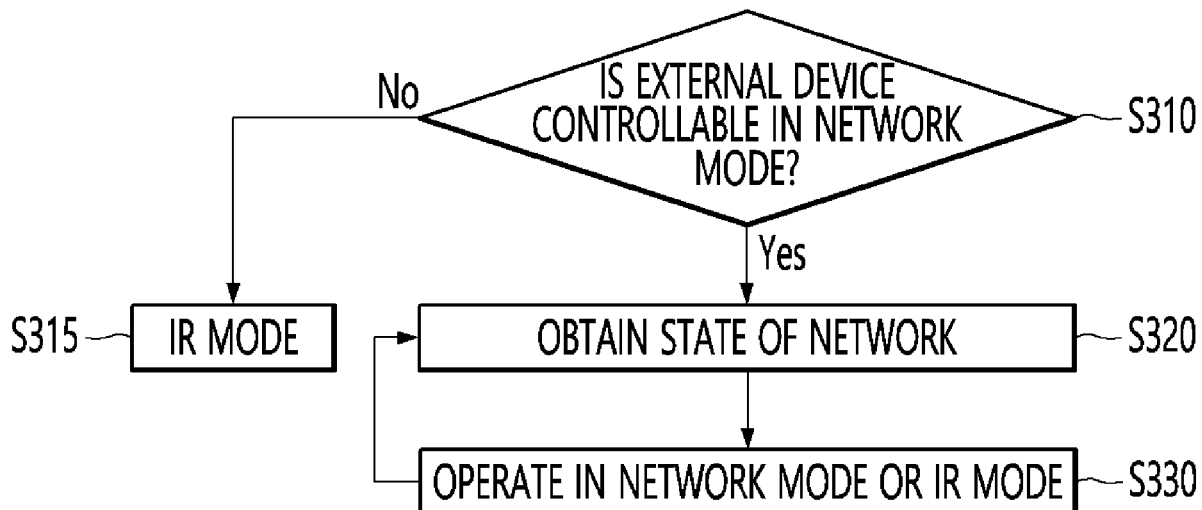 IS EXTERNAL DEVICE
CONTROLLABLE IN NETWORK
MODE?
No
S310
Yes
S315
IR MODE
OBTAIN STATE OF NETWORK
S320
OPERATE IN NETWORK MODE OR IR MODE
S330